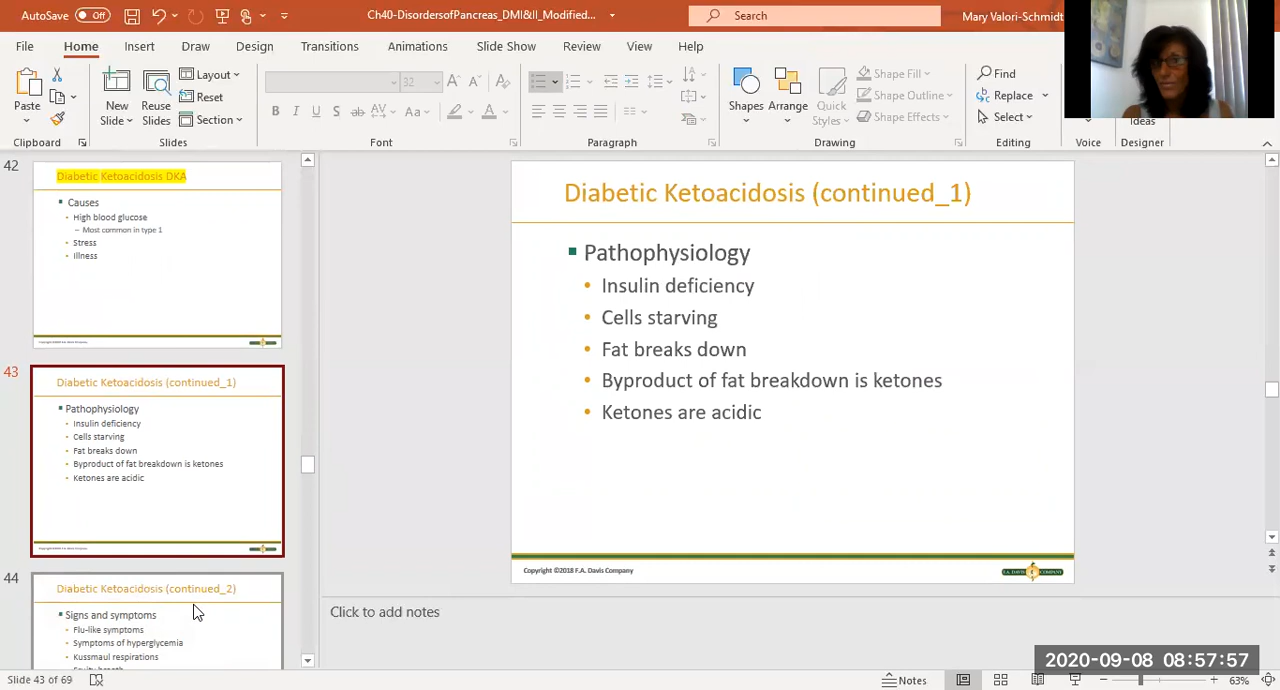 AutoSave Off
Ch40-DisordersofPancreas_DMI&II_Modified...
Search
Mary Valori-Schmidt
File Home Insert Draw Design Transitions Animations Slide Show Review View Help
Paste
New Slide
Reuse Slides
Layout
Reset
Section
32
B I U S ab AV Aa A
Shapes Arrange Quick Styles
Shape Fill
Shape Outline
Shape Effects
Find
Replace
Select
Ideas
Clipboard Slides Font Paragraph Drawing Editing Voice Designer
42
Diabetic Ketoacidosis DKA
Causes
High blood glucose
Most common in type 1
Stress
Illness
43
Diabetic Ketoacidosis (continued_1)
Pathophysiology
Insulin deficiency
Cells starving
Fat breaks down
Byproduct of fat breakdown is ketones
Ketones are acidic
44
Diabetic Ketoacidosis (continued_2)
Signs and symptoms
Flu-like symptoms
Symptoms of hyperglycemia
Kussmaul respirations
Diabetic Ketoacidosis (continued_1)
Pathophysiology
Insulin deficiency
Cells starving
Fat breaks down
Byproduct of fat breakdown is ketones
Ketones are acidic
Copyright ©2018 F.A. Davis Company
F.A. DAVIS COMPANY
Click to add notes
2020-09-08 08:57:57
Slide 43 of 69
Notes
63%